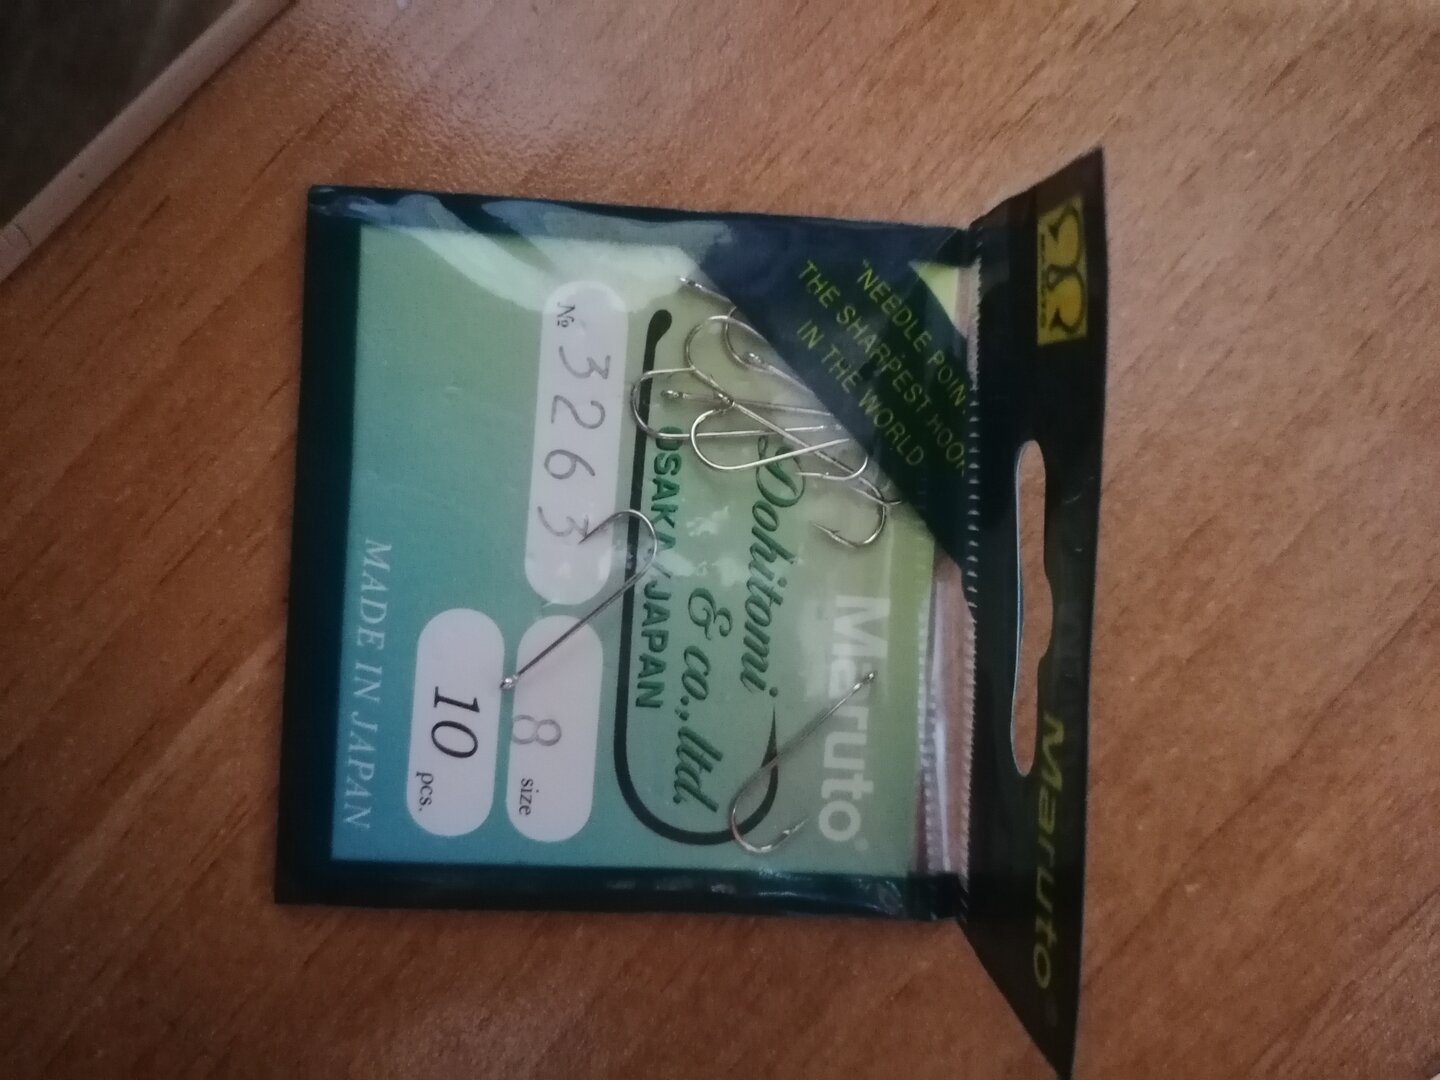 Maruto
"NEEDLE POINT
THE SHARPEST HOOK
IN THE WORLD
Maruto
Dohitomi
& co., ltd.
OSAKA/JAPAN
№ 3263
8 size
10 pcs.
MADE IN JAPAN